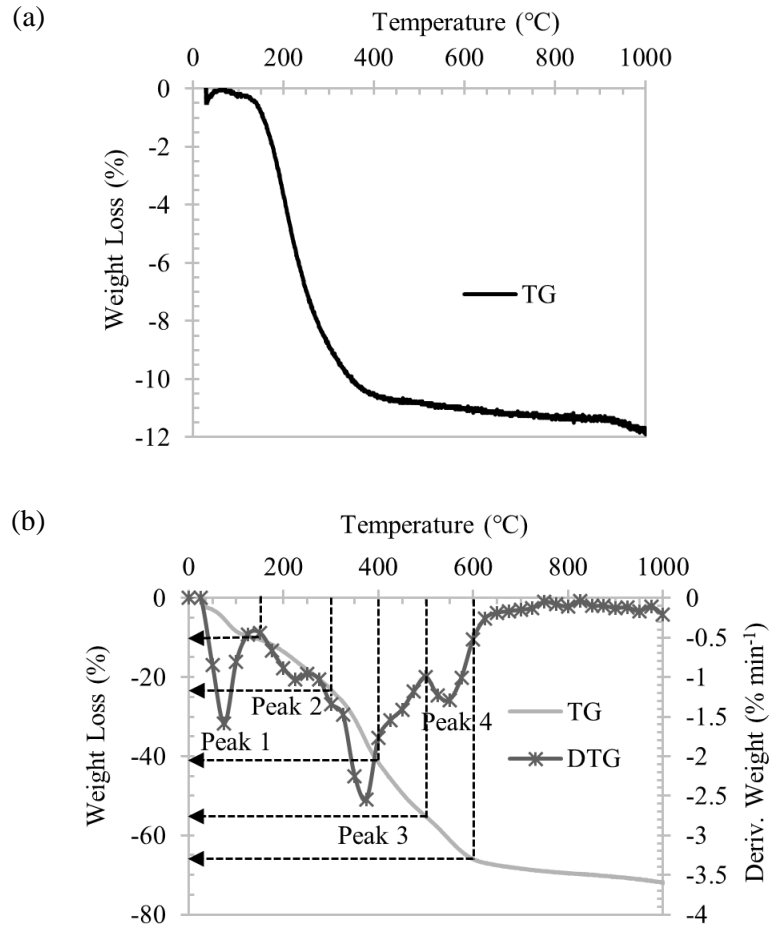 (a)
Temperature (°C)
0 200 400 600 800 1000
0
-2
-4
-6
-8
-10
-12
Weight Loss (%)
TG
(b)
Temperature (°C)
0 200 400 600 800 1000
0
-20
-40
-60
-80
Weight Loss (%)
Peak 1
Peak 2
Peak 3
Peak 4
TG
DTG
0
-0.5
-1
-1.5
-2
-2.5
-3
-3.5
-4
Deriv. Weight (% min-1)